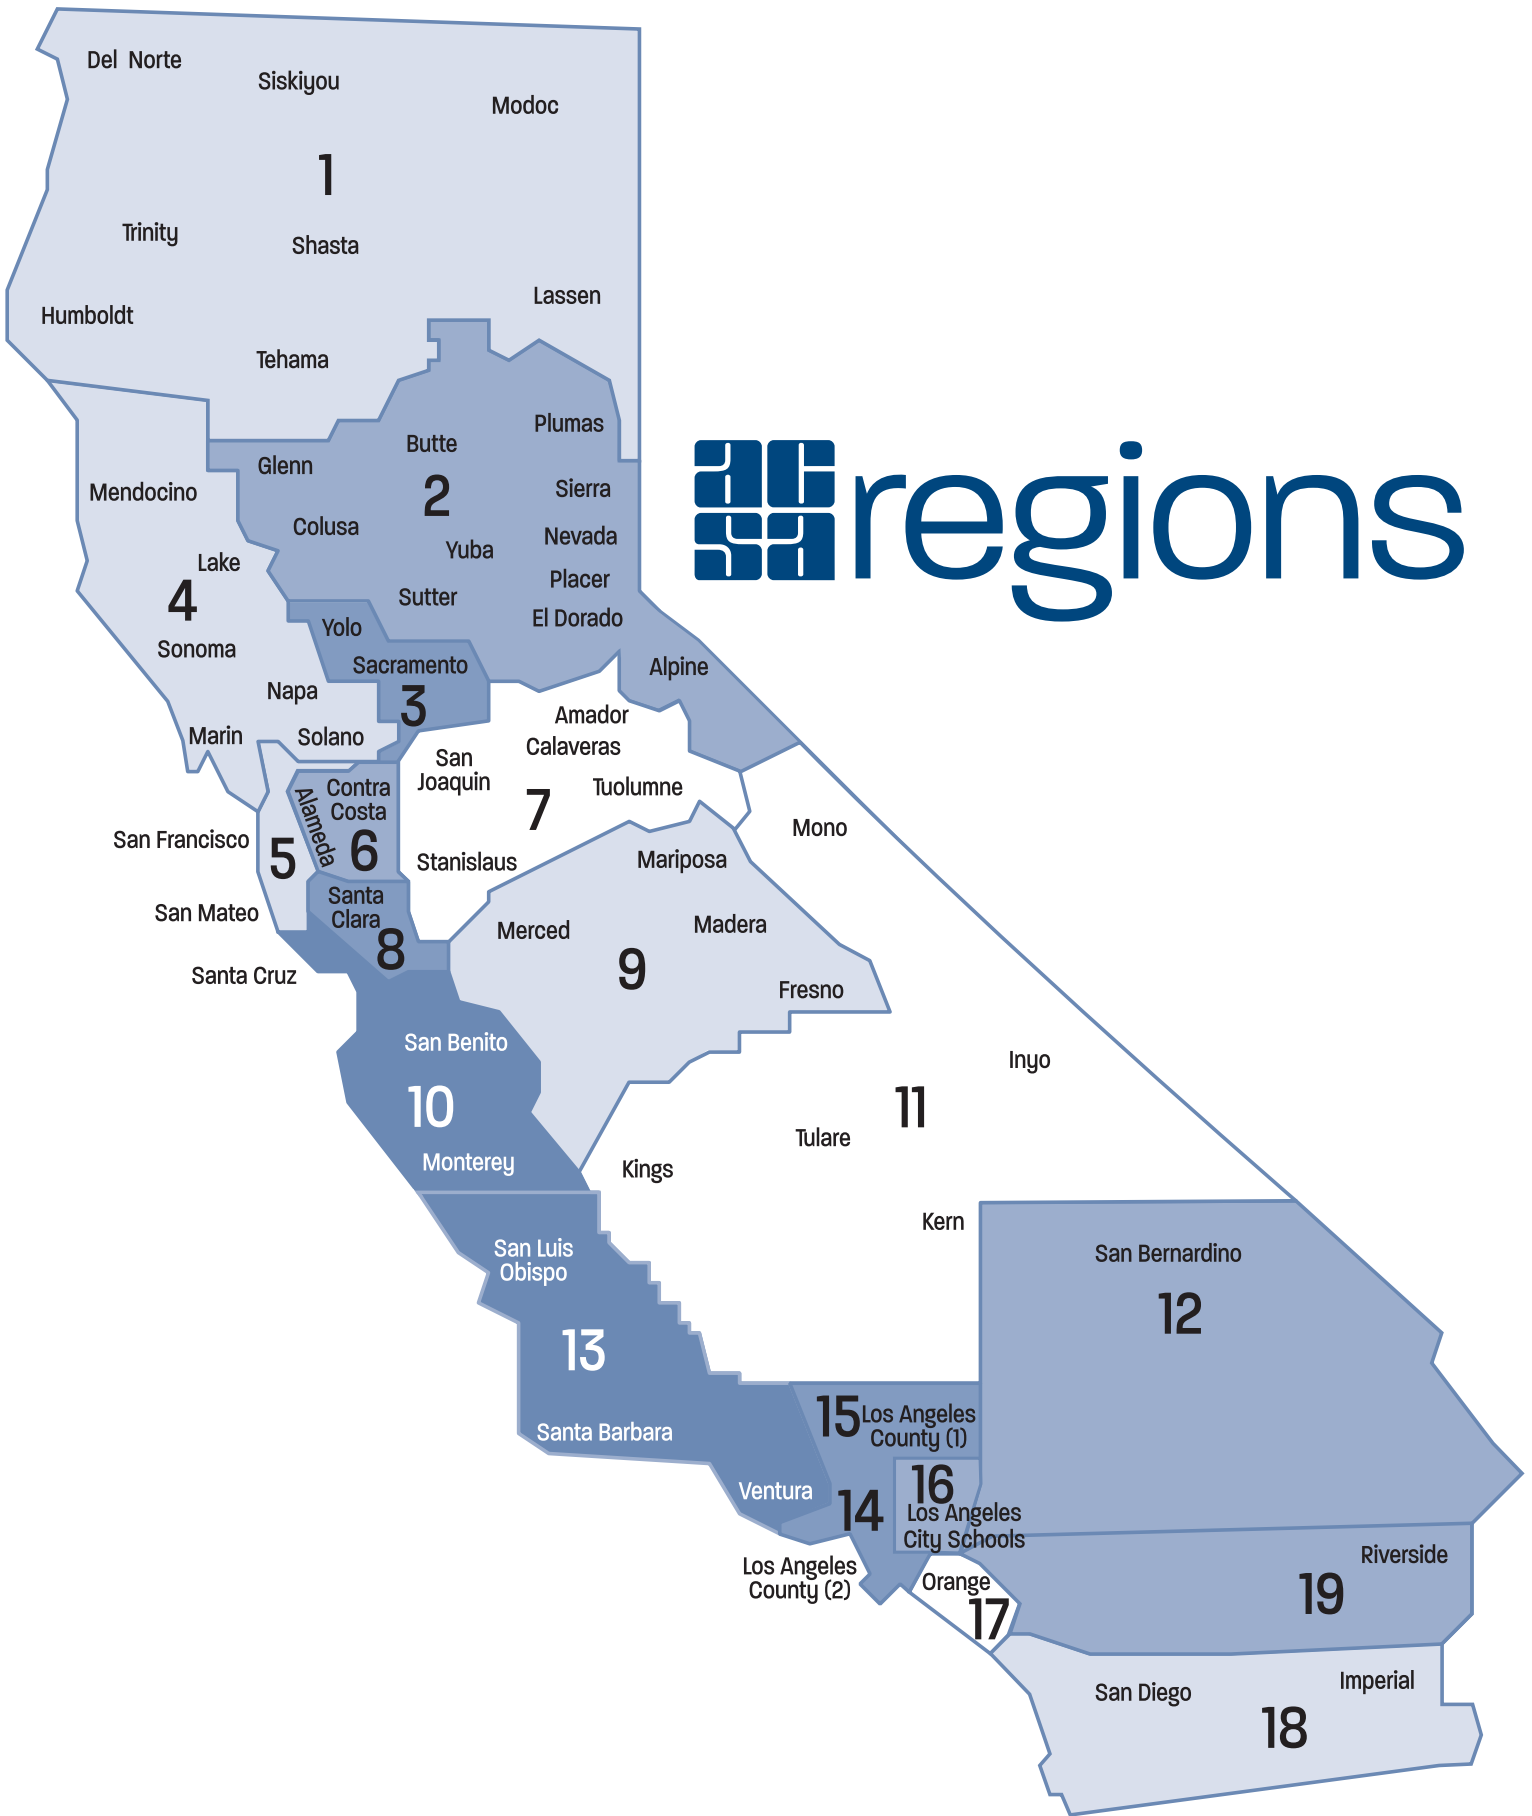 Del Norte
Siskiyou
Modoc
1
Trinity
Shasta
Lassen
Humboldt
Tehama
Plumas
Butte
Glenn
2
Sierra
Mendocino
Colusa
Nevada
Yuba
Lake
Placer
4
Sutter
El Dorado
Yolo
Sonoma
Sacramento
Alpine
Napa
3
acsa regions
Amador
Marin
Solano
Calaveras
San
Joaquin
Contra
Costa
Tuolumne
Alameda
7
Mono
San Francisco
5
6
Stanislaus
Mariposa
Santa
Clara
San Mateo
Merced
Madera
8
9
Santa Cruz
Fresno
San Benito
Inyo
10
11
Tulare
Monterey
Kings
Kern
San Luis
Obispo
San Bernardino
12
13
15
Los Angeles
County (1)
Santa Barbara
16
Ventura
14
Los Angeles
City Schools
Los Angeles
County (2)
Orange
17
Riverside
19
San Diego
Imperial
18